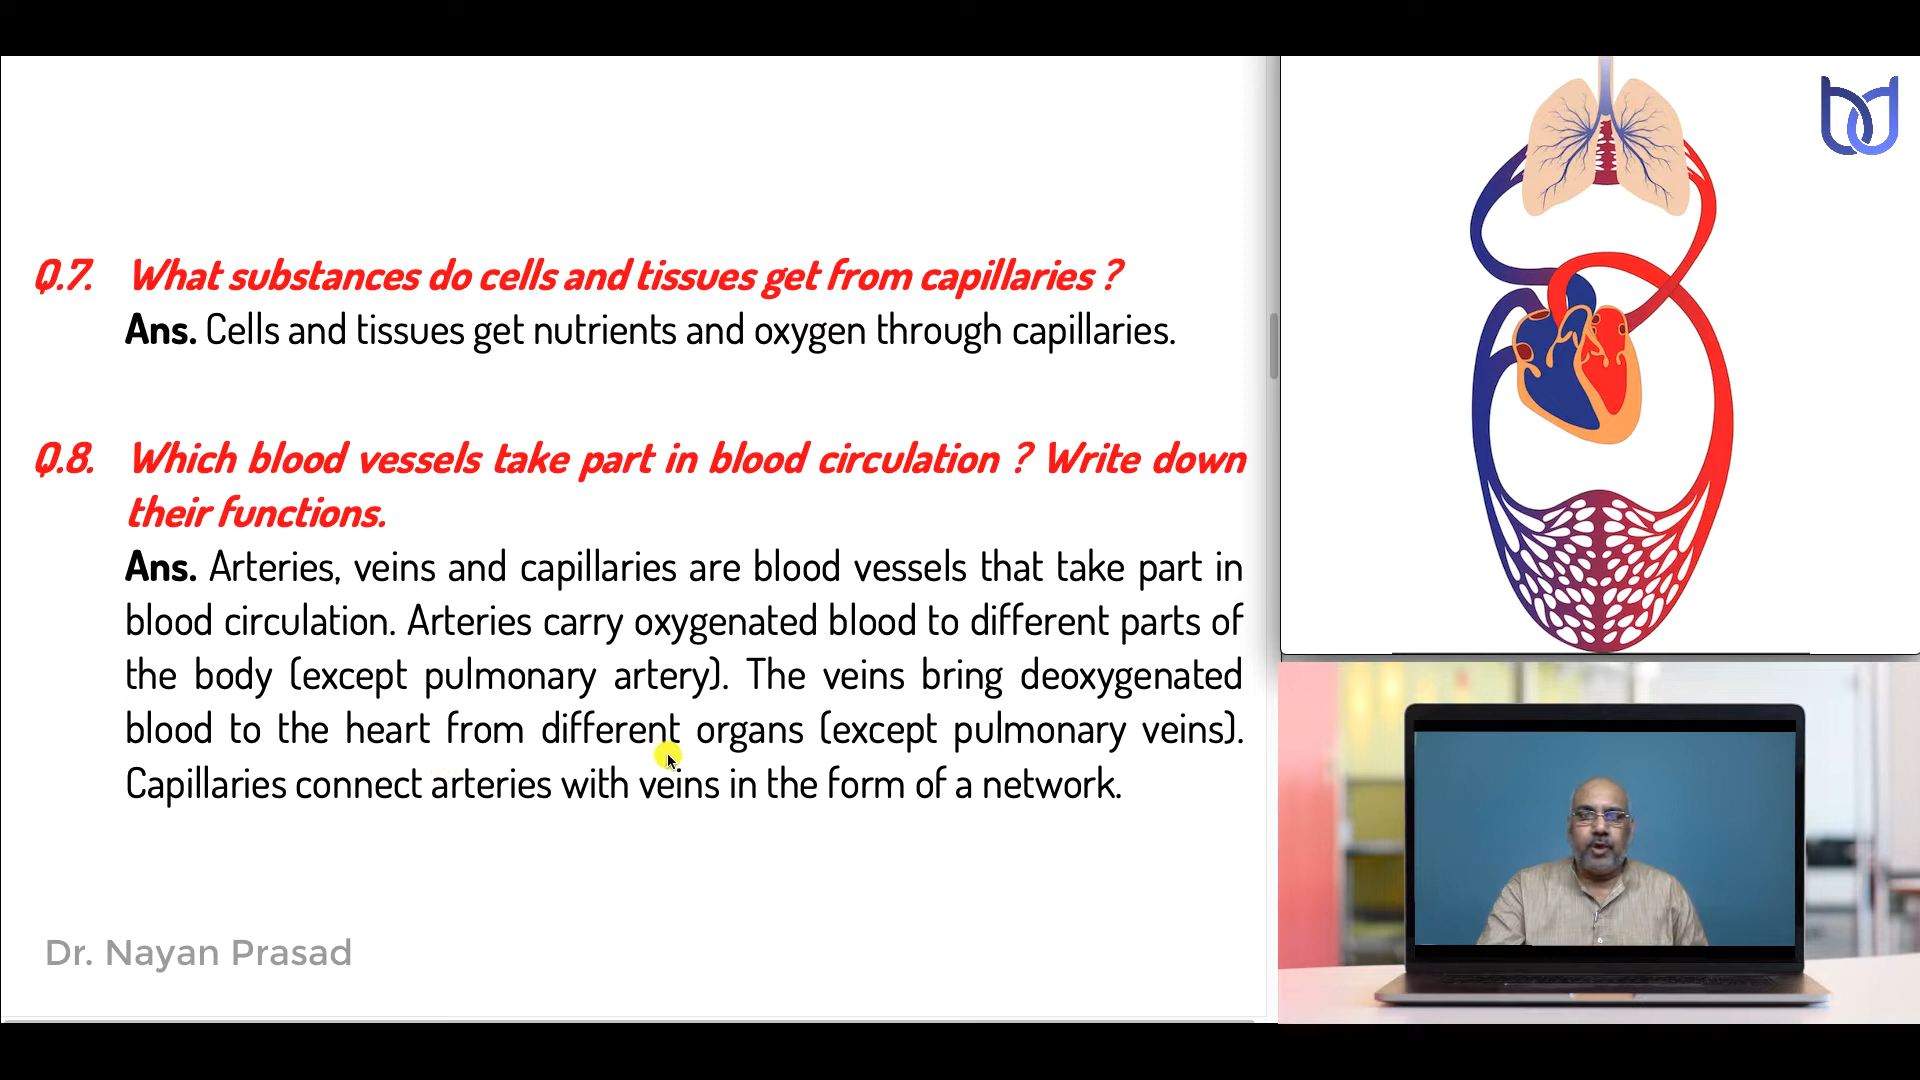 Q.7. What substances do cells and tissues get from capillaries ?
Ans. Cells and tissues get nutrients and oxygen through capillaries.
Q.8. Which blood vessels take part in blood circulation ? Write down
their functions.
Ans. Arteries, veins and capillaries are blood vessels that take part in
blood circulation. Arteries carry oxygenated blood to different parts of
the body (except pulmonary artery). The veins bring deoxygenated
blood to the heart from different organs (except pulmonary veins).
Capillaries connect arteries with veins in the form of a network.
Dr. Nayan Prasad